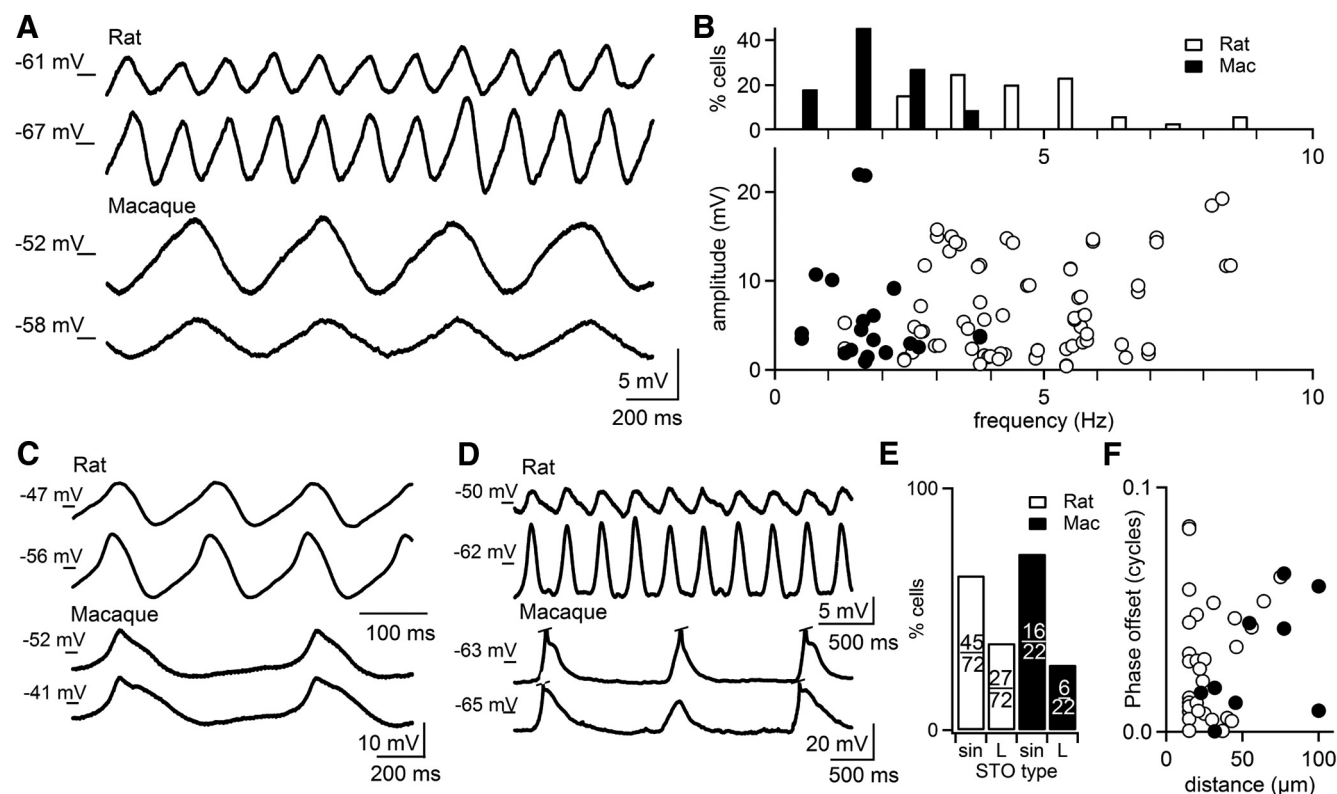 A
Rat
-61 mV
-67 mV
Macaque
-52 mV
-58 mV
5 mV
200 ms
B
% cells
40
20
0
Rat
Mac
5
10
amplitude (mV)
20
10
0
0
5
10
frequency (Hz)
C
Rat
-47 mV
-56 mV
100 ms
Macaque
-52 mV
-41 mV
10 mV
200 ms
D
Rat
-50 mV
-62 mV
5 mV
500 ms
Macaque
-63 mV
-65 mV
20 mV
500 ms
E
% cells
100
0
Rat
Mac
45
72
27
72
16
22
6
22
sin L sin L
STO type
F
Phase offset (cycles)
0.1
0.0
0
50
100
distance (µm)